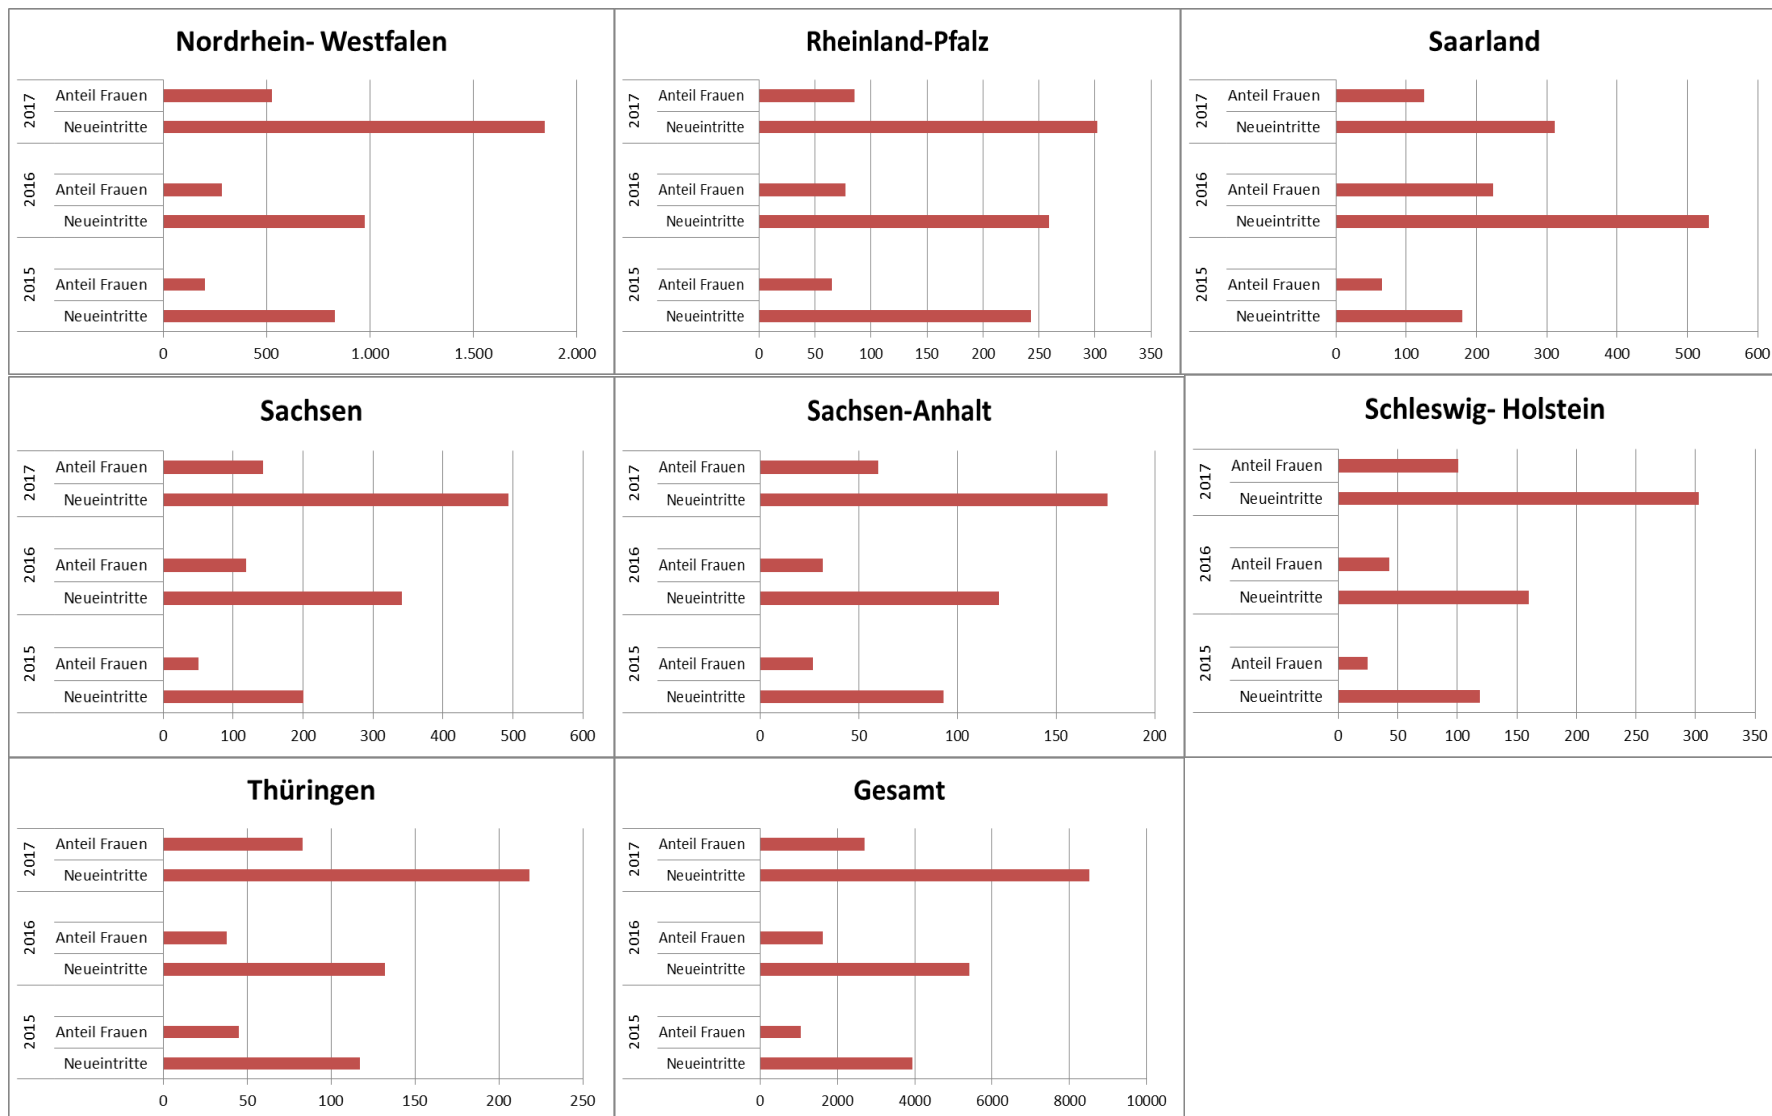 Nordrhein- Westfalen
2017
Anteil Frauen
Neueintritte
2016
Anteil Frauen
Neueintritte
2015
Anteil Frauen
Neueintritte
0 500 1.000 1.500 2.000
Rheinland-Pfalz
2017
Anteil Frauen
Neueintritte
2016
Anteil Frauen
Neueintritte
2015
Anteil Frauen
Neueintritte
0 50 100 150 200 250 300 350
Saarland
2017
Anteil Frauen
Neueintritte
2016
Anteil Frauen
Neueintritte
2015
Anteil Frauen
Neueintritte
0 100 200 300 400 500 600
Sachsen
2017
Anteil Frauen
Neueintritte
2016
Anteil Frauen
Neueintritte
2015
Anteil Frauen
Neueintritte
0 100 200 300 400 500 600
Sachsen-Anhalt
2017
Anteil Frauen
Neueintritte
2016
Anteil Frauen
Neueintritte
2015
Anteil Frauen
Neueintritte
0 50 100 150 200
Schleswig- Holstein
2017
Anteil Frauen
Neueintritte
2016
Anteil Frauen
Neueintritte
2015
Anteil Frauen
Neueintritte
0 50 100 150 200 250 300 350
Thüringen
2017
Anteil Frauen
Neueintritte
2016
Anteil Frauen
Neueintritte
2015
Anteil Frauen
Neueintritte
0 50 100 150 200 250
Gesamt
2017
Anteil Frauen
Neueintritte
2016
Anteil Frauen
Neueintritte
2015
Anteil Frauen
Neueintritte
0 2000 4000 6000 8000 10000